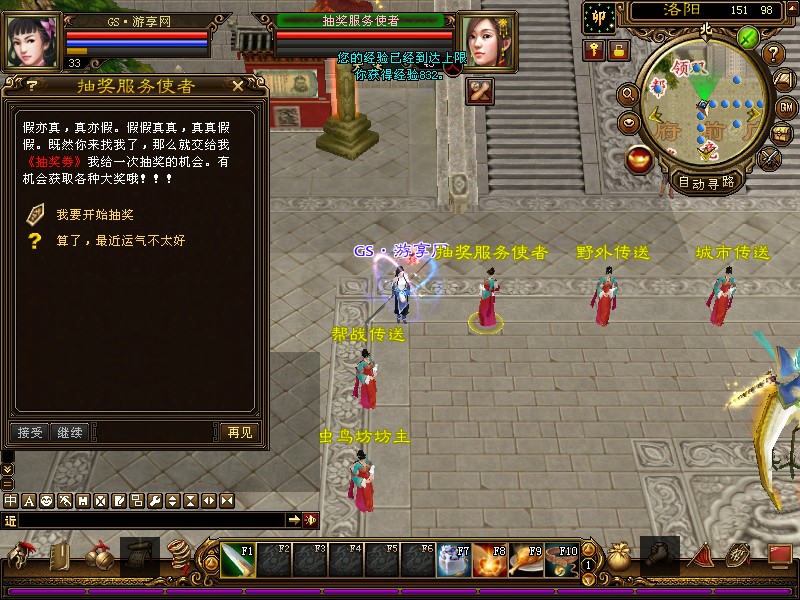 GS·游享网
33
抽奖服务使者
您的经验已经到达上限
你获得经验832。
卯
洛阳 151 98
北
GM
自动寻路
? 抽奖服务使者
假亦真，真亦假。假假真真，真真假
假。既然你来找我了，那么就交给我
《抽奖券》我给一次抽奖的机会。有
机会获取各种大奖哦！！！
我要开始抽奖
? 算了，最近运气不太好
接受 继续 再见
GS·游享网
抽奖服务使者
野外传送
城市传送
帮战传送
虫鸟坊坊主
中 A
近
F1 F2 F3 F4 F5 F6 F7 F8 F9 F10
1